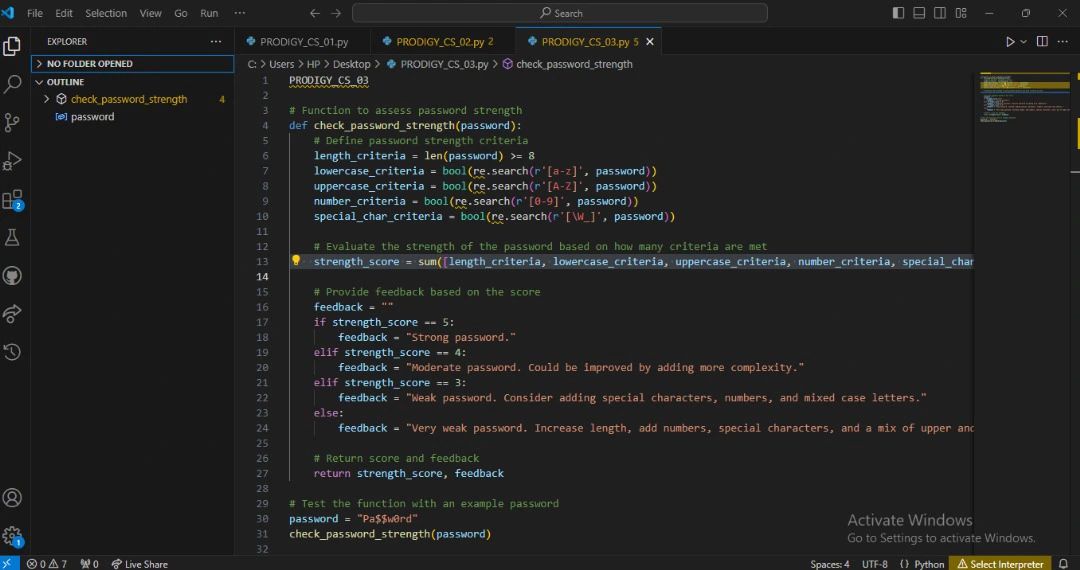 File Edit Selection View Go Run ··· Search
EXPLORER ··· PRODIGY_CS_01.py PRODIGY_CS_02.py 2 PRODIGY_CS_03.py 5
NO FOLDER OPENED
OUTLINE
check_password_strength 4
password
C: > Users > HP > Desktop > PRODIGY_CS_03.py > check_password_strength
1 PRODIGY_CS_03
2
3 # Function to assess password strength
4 def check_password_strength(password):
5 # Define password strength criteria
6 length_criteria = len(password) >= 8
7 lowercase_criteria = bool(re.search(r'[a-z]', password))
8 uppercase_criteria = bool(re.search(r'[A-Z]', password))
9 number_criteria = bool(re.search(r'[0-9]', password))
10 special_char_criteria = bool(re.search(r'[\W_]', password))
11
12 # Evaluate the strength of the password based on how many criteria are met
13 strength_score = sum([length_criteria, lowercase_criteria, uppercase_criteria, number_criteria, special_char
14
15 # Provide feedback based on the score
16 feedback = ""
17 if strength_score == 5:
18 feedback = "Strong password."
19 elif strength_score == 4:
20 feedback = "Moderate password. Could be improved by adding more complexity."
21 elif strength_score == 3:
22 feedback = "Weak password. Consider adding special characters, numbers, and mixed case letters."
23 else:
24 feedback = "Very weak password. Increase length, add numbers, special characters, and a mix of upper and
25
26 # Return score and feedback
27 return strength_score, feedback
28
29 # Test the function with an example password
30 password = "Pa$$w0rd"
31 check_password_strength(password)
32
2
1
Activate Windows
Go to Settings to activate Windows.
0 7 0 Live Share Spaces: 4 UTF-8 {} Python Select Interpreter